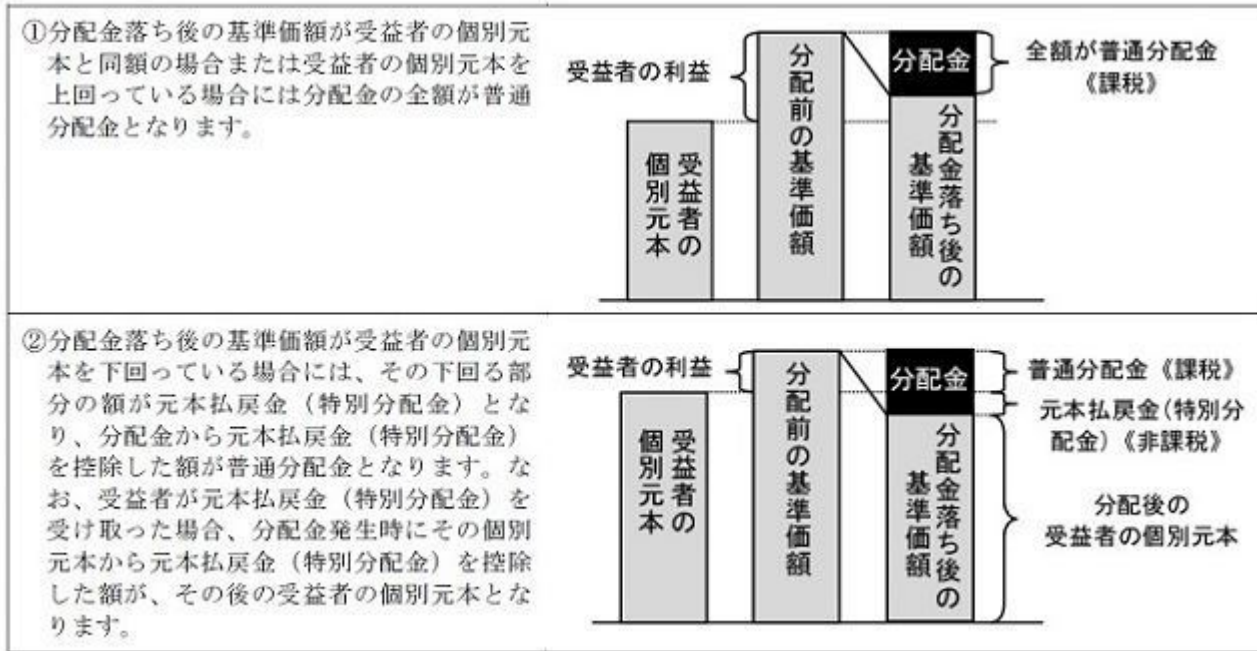 ①分配金落ち後の基準価額が受益者の個別元
本と同額の場合または受益者の個別元本を
上回っている場合には分配金の全額が普通
分配金となります。
受益者の利益
受益者の
個別元本
分配前の基準価額
分配金
分配金落ち後の
基準価額
全額が普通分配金
《課税》
②分配金落ち後の基準価額が受益者の個別元
本を下回っている場合には、その下回る部
分の額が元本払戻金（特別分配金）とな
り、分配金から元本払戻金（特別分配金）
を控除した額が普通分配金となります。な
お、受益者が元本払戻金（特別分配金）を
受け取った場合、分配金発生時にその個別
元本から元本払戻金（特別分配金）を控除
した額が、その後の受益者の個別元本とな
ります。
受益者の利益
受益者の
個別元本
分配前の基準価額
分配金
分配金落ち後の
基準価額
普通分配金《課税》
元本払戻金(特別分
配金)《非課税》
分配後の
受益者の個別元本